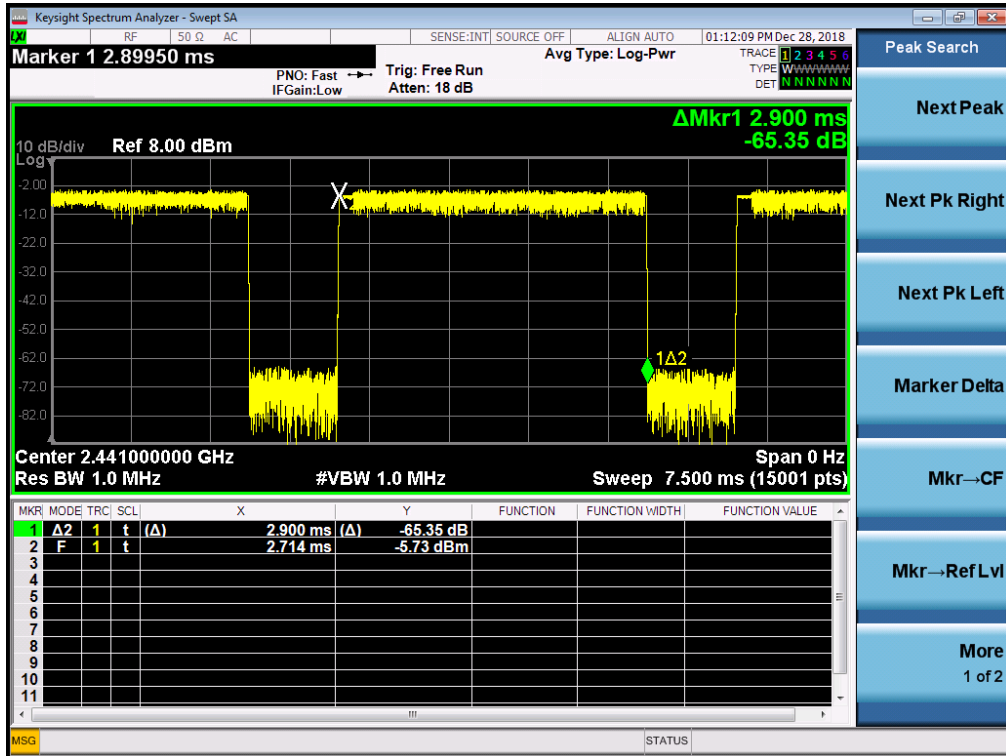 Keysight Spectrum Analyzer - Swept SA
LXI RF 50 Ω AC SENSE:INT SOURCE OFF ALIGN AUTO 01:12:09 PM Dec 28, 2018
Marker 1 2.89950 ms
PNO: Fast
IFGain:Low
Trig: Free Run
Atten: 18 dB
Avg Type: Log-Pwr
TRACE 1 2 3 4 5 6
TYPE WWWWWW
DET N N N N N N
ΔMkr1 2.900 ms
-65.35 dB
10 dB/div Ref 8.00 dBm
Log
-2.00
-12.0
-22.0
-32.0
-42.0
-52.0
-62.0
-72.0
-82.0
1Δ2
Center 2.441000000 GHz Span 0 Hz
Res BW 1.0 MHz #VBW 1.0 MHz Sweep 7.500 ms (15001 pts)
MKR MODE TRC SCL X Y FUNCTION FUNCTION WIDTH FUNCTION VALUE
1 Δ2 1 t (Δ) 2.900 ms (Δ) -65.35 dB
2 F 1 t 2.714 ms -5.73 dBm
3
4
5
6
7
8
9
10
11
MSG STATUS
Peak Search
Next Peak
Next Pk Right
Next Pk Left
Marker Delta
Mkr→CF
Mkr→Ref Lvl
More
1 of 2